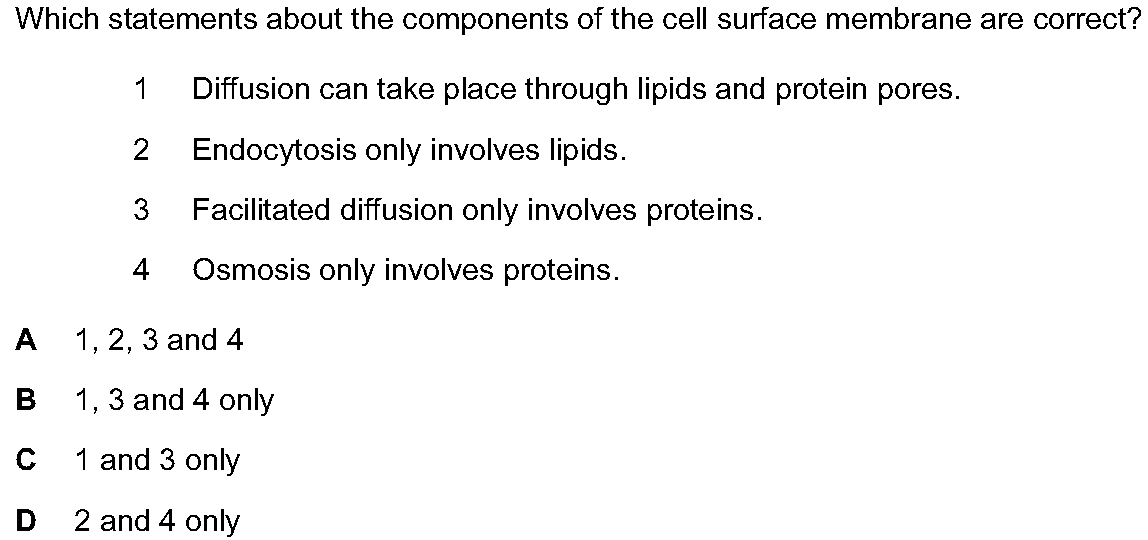 Which statements about the components of the cell surface membrane are correct?
1 Diffusion can take place through lipids and protein pores.
2 Endocytosis only involves lipids.
3 Facilitated diffusion only involves proteins.
4 Osmosis only involves proteins.
A 1, 2, 3 and 4
B 1, 3 and 4 only
C 1 and 3 only
D 2 and 4 only